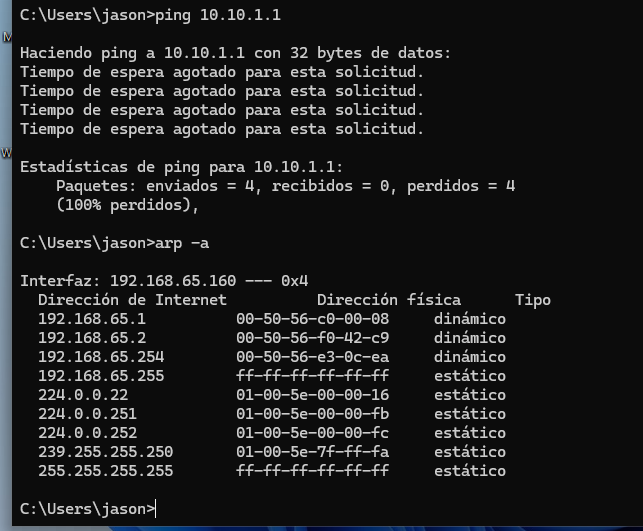 C:\Users\jason>ping 10.10.1.1
Haciendo ping a 10.10.1.1 con 32 bytes de datos:
Tiempo de espera agotado para esta solicitud.
Tiempo de espera agotado para esta solicitud.
Tiempo de espera agotado para esta solicitud.
Tiempo de espera agotado para esta solicitud.
Estadísticas de ping para 10.10.1.1:
Paquetes: enviados = 4, recibidos = 0, perdidos = 4
(100% perdidos),
C:\Users\jason>arp -a
Interfaz: 192.168.65.160 --- 0x4
Dirección de Internet Dirección física Tipo
192.168.65.1 00-50-56-c0-00-08 dinámico
192.168.65.2 00-50-56-f0-42-c9 dinámico
192.168.65.254 00-50-56-e3-0c-ea dinámico
192.168.65.255 ff-ff-ff-ff-ff-ff estático
224.0.0.22 01-00-5e-00-00-16 estático
224.0.0.251 01-00-5e-00-00-fb estático
224.0.0.252 01-00-5e-00-00-fc estático
239.255.255.250 01-00-5e-7f-ff-fa estático
255.255.255.255 ff-ff-ff-ff-ff-ff estático
C:\Users\jason>